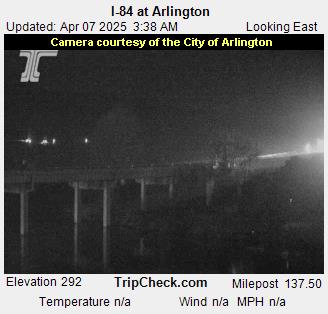 I-84 at Arlington
Updated: Apr 07 2025 3:38 AM Looking East
Camera courtesy of the City of Arlington
Elevation 292 TripCheck.com Milepost 137.50
Temperature n/a Wind n/a MPH n/a